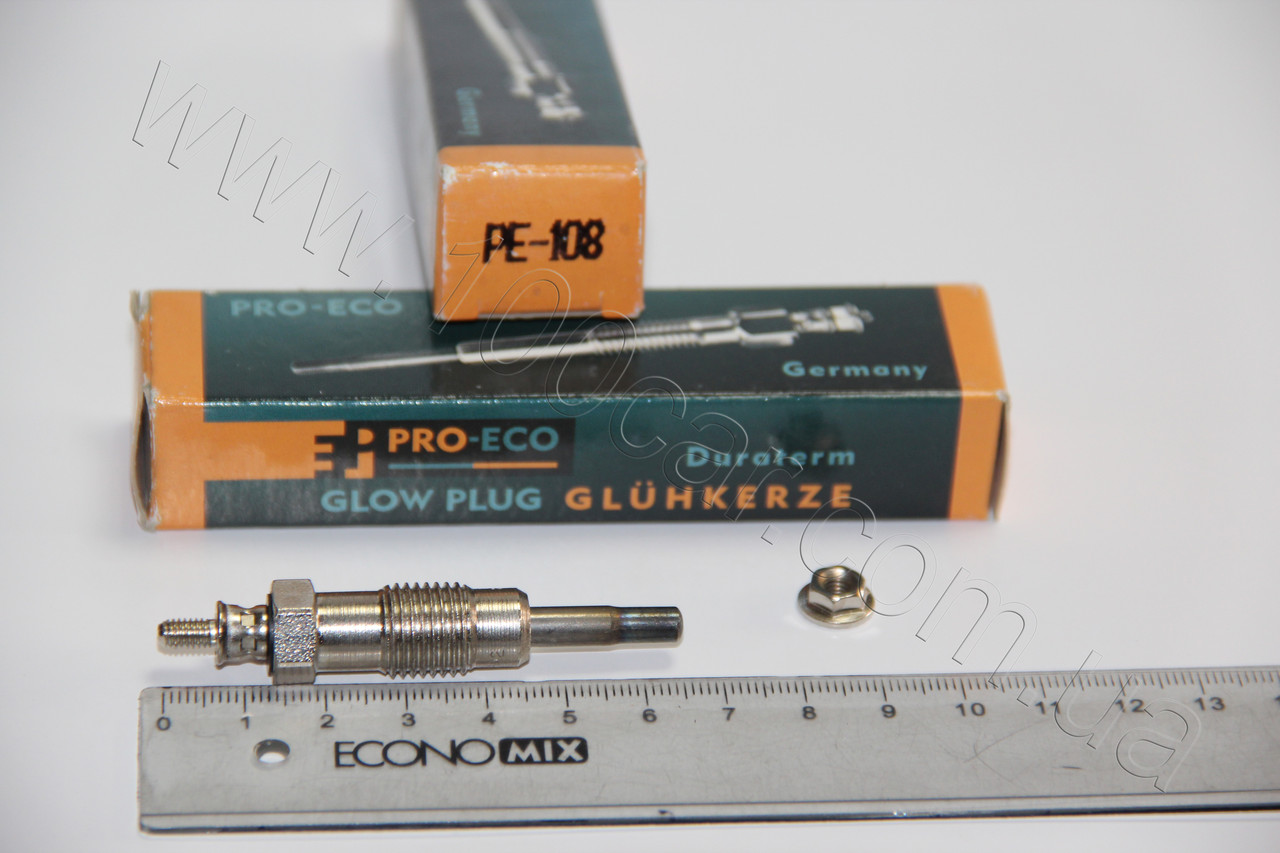 Germany
PE-108
PRO-ECO
Germany
EP PRO-ECO
Duraterm
GLOW PLUG GLÜHKERZE
0 1 2 3 4 5 6 7 8 9 10 11 12 13
ECONOMIX
www.100car.com.ua